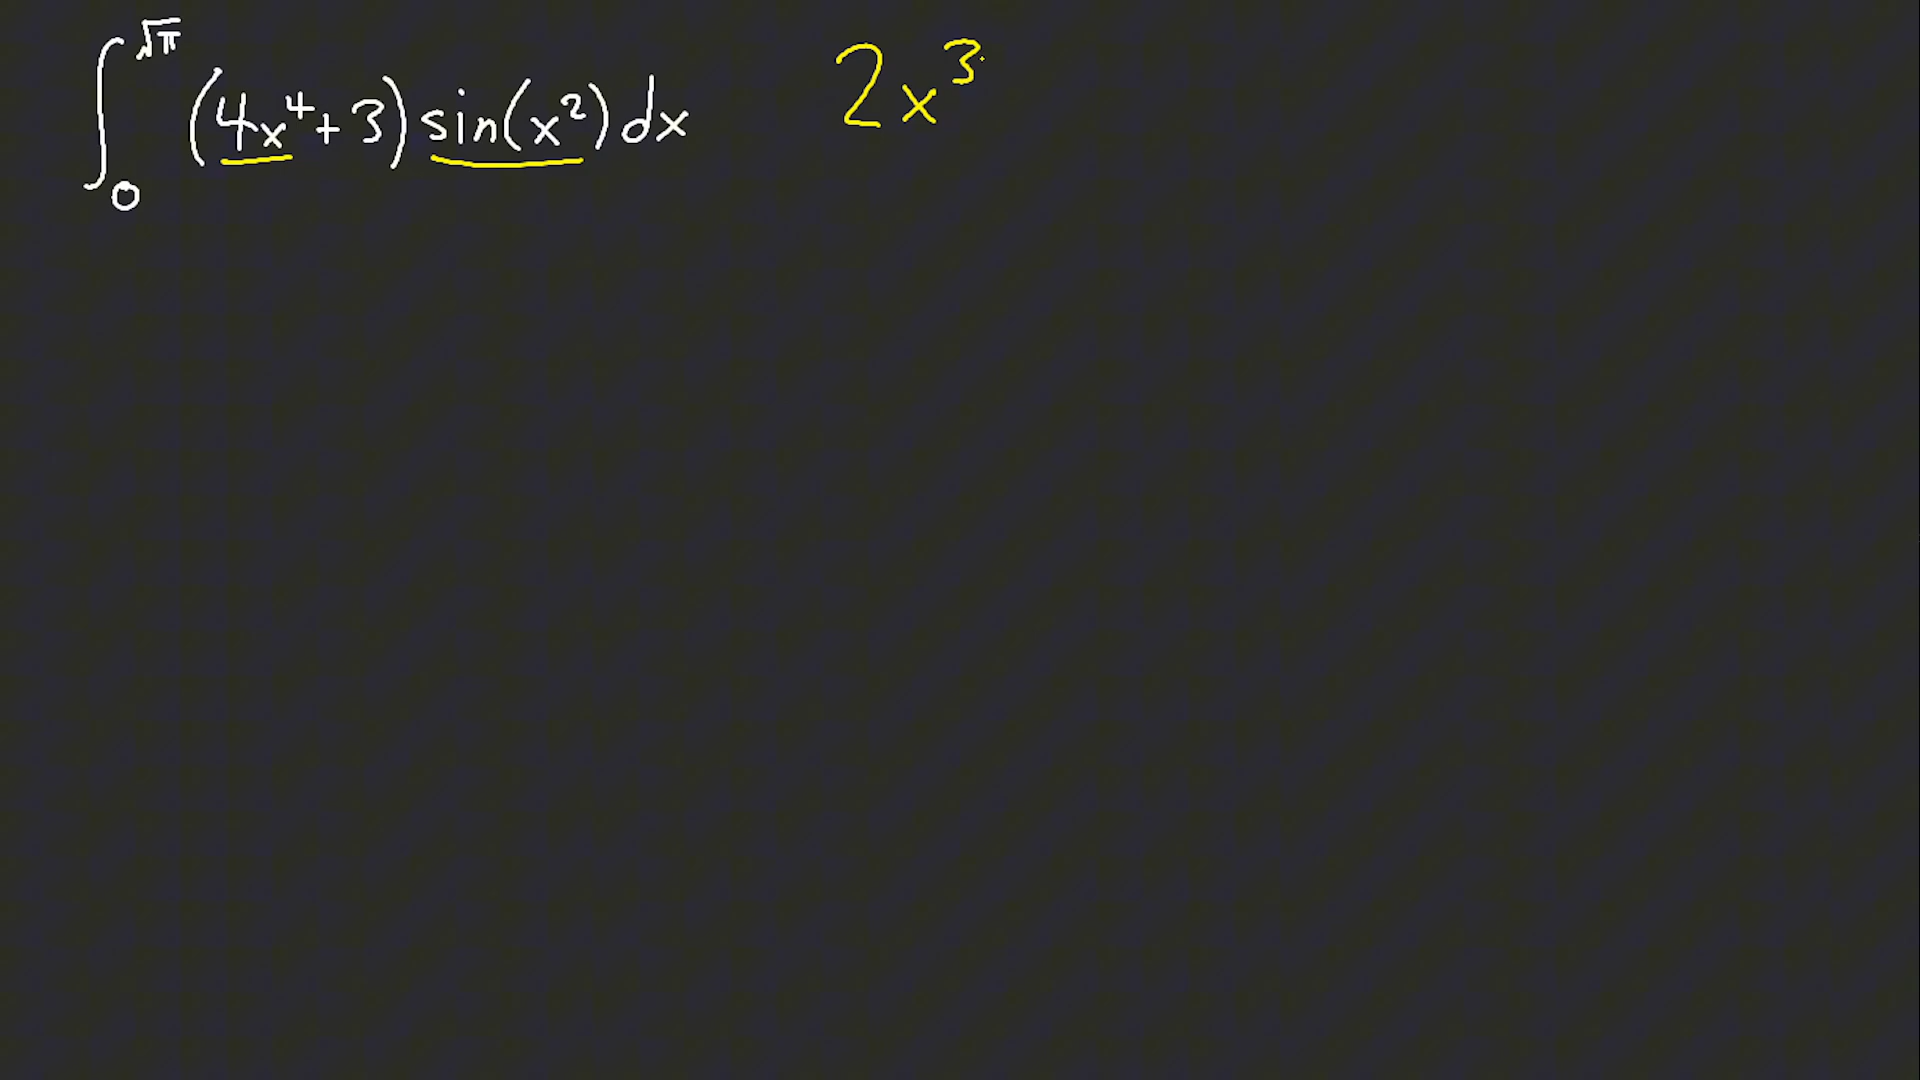 ∫₀^√π (4x⁴+3) sin(x²) dx 2x³